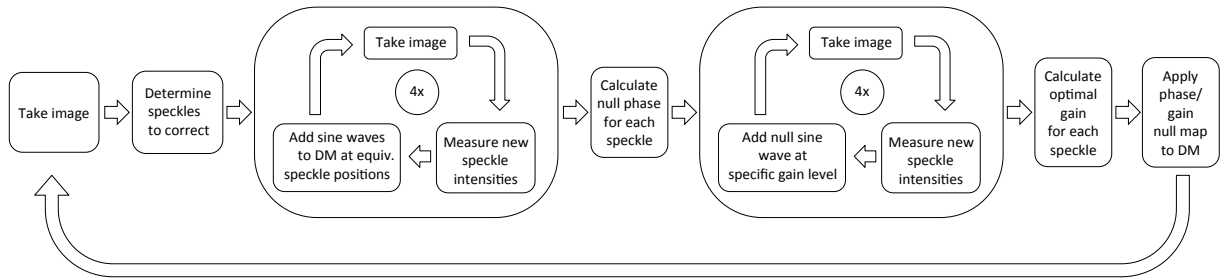 Take image
Determine
speckles
to correct
Take image
4x
Add sine waves
to DM at equiv.
speckle positions
Measure new
speckle
intensities
Calculate
null phase
for each
speckle
Take image
4x
Add null sine
wave at
specific gain level
Measure new
speckle
intensities
Calculate
optimal
gain
for each
speckle
Apply
phase/
gain
null map
to DM